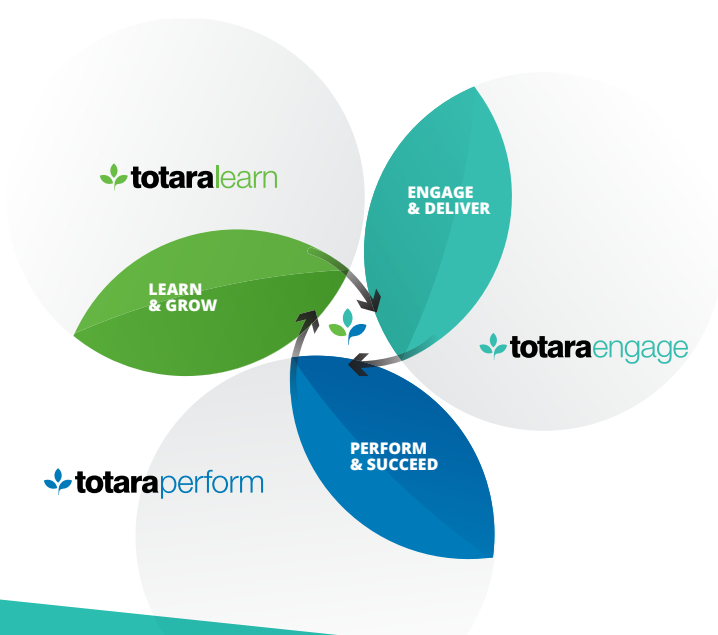 totaralearn
ENGAGE
& DELIVER
LEARN
& GROW
totaraengage
PERFORM
& SUCCEED
totaraperform